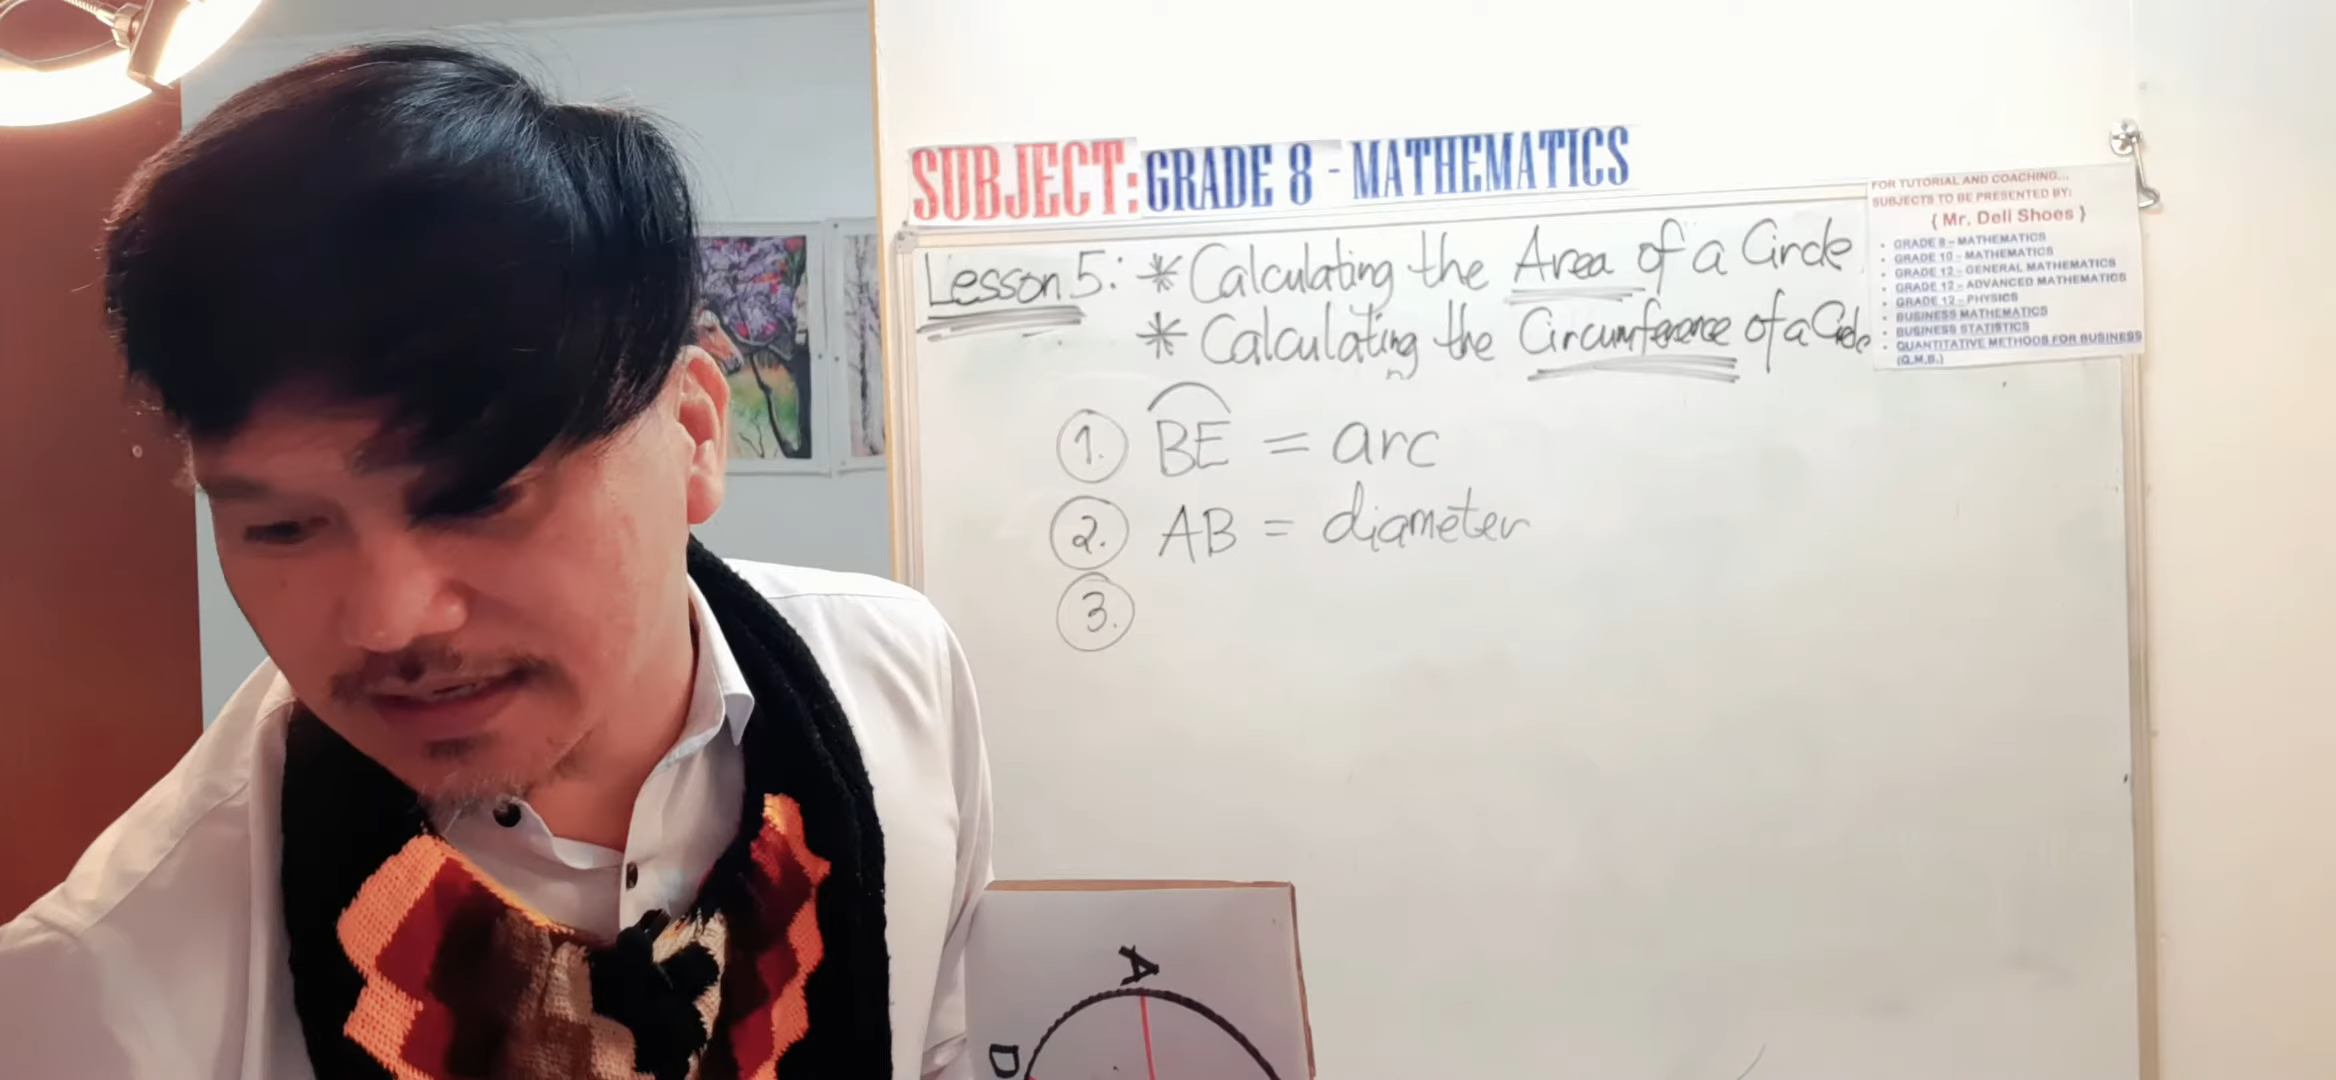 SUBJECT: GRADE 8 - MATHEMATICS
FOR TUTORIAL AND COACHING...
SUBJECTS TO BE PRESENTED BY:
{ Mr. Deli Shoes }
• GRADE 8 - MATHEMATICS
• GRADE 10 - MATHEMATICS
• GRADE 12 - GENERAL MATHEMATICS
• GRADE 12 - ADVANCED MATHEMATICS
• GRADE 12 - PHYSICS
• BUSINESS MATHEMATICS
• BUSINESS STATISTICS
• QUANTITATIVE METHODS FOR BUSINESS
(Q.M.B.)
Lesson 5: * Calculating the Area of a Circle
* Calculating the Circumference of a Circle
1. BE = arc
2. AB = diameter
3.
A
D